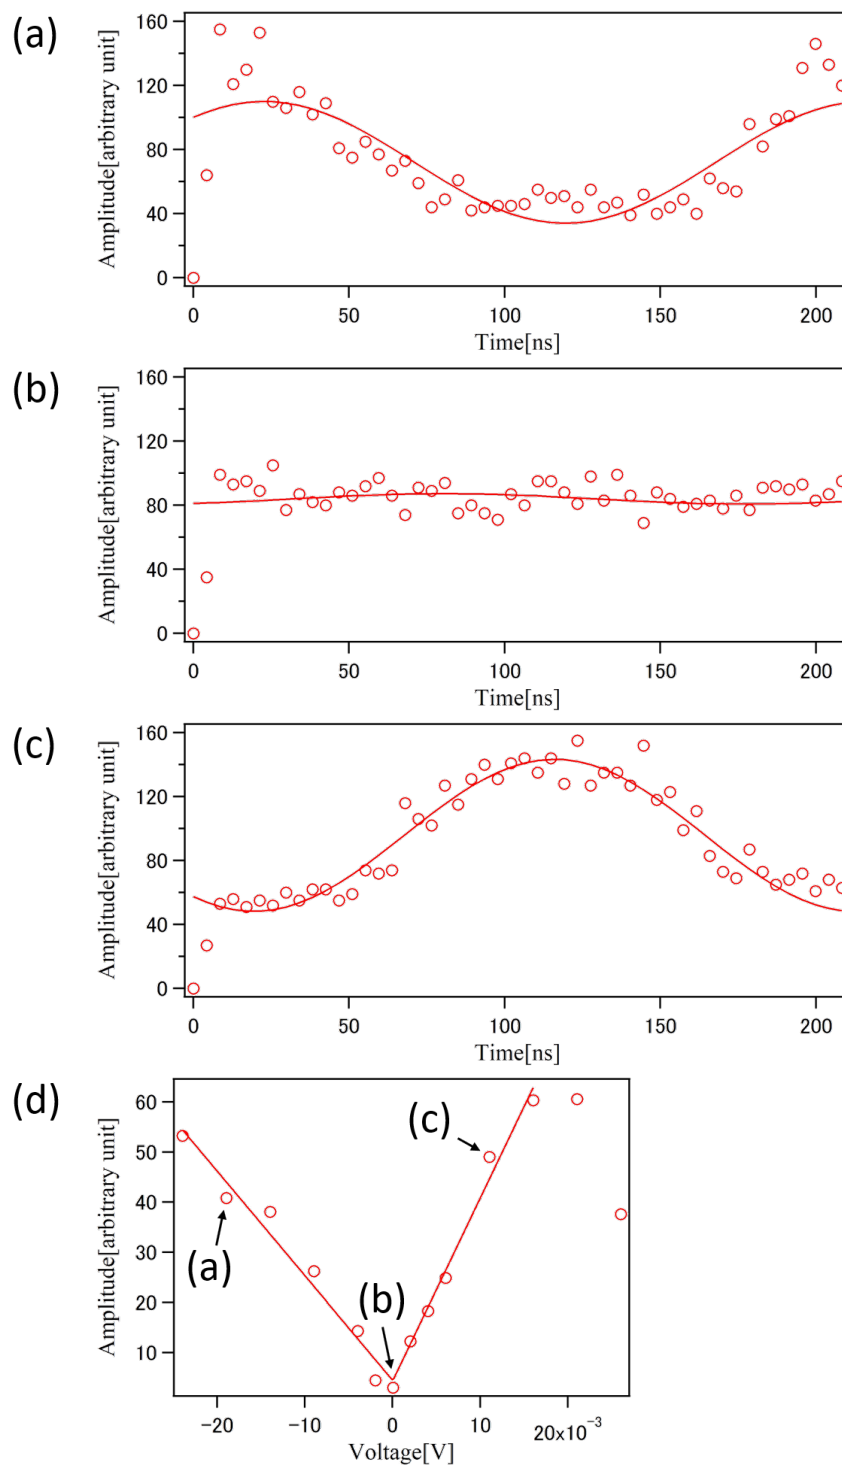 (a)
Amplitude[arbitrary unit]
160
120
80
40
0
0 50 100 150 200
Time[ns]
(b)
Amplitude[arbitrary unit]
160
120
80
40
0
0 50 100 150 200
Time[ns]
(c)
Amplitude[arbitrary unit]
160
120
80
40
0
0 50 100 150 200
Time[ns]
(d)
Amplitude[arbitrary unit]
60
50
40
30
20
10
(c)
(a)
(b)
−20 −10 0 10 20x10⁻³
Voltage[V]